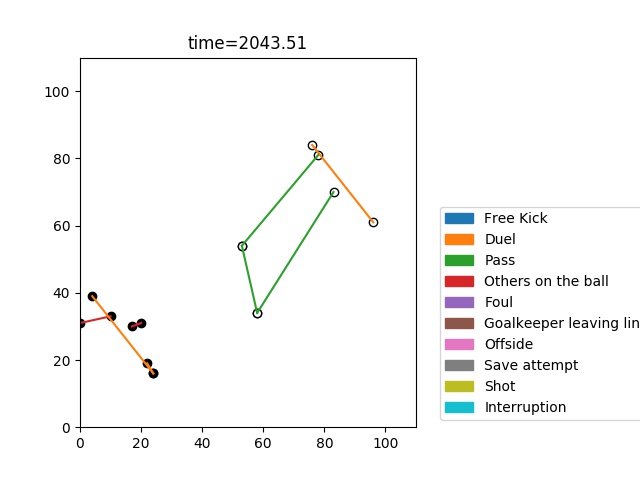 time=2043.51
100
80
60
40
20
0
0 20 40 60 80 100
Free Kick
Duel
Pass
Others on the ball
Foul
Goalkeeper leaving lin
Offside
Save attempt
Shot
Interruption